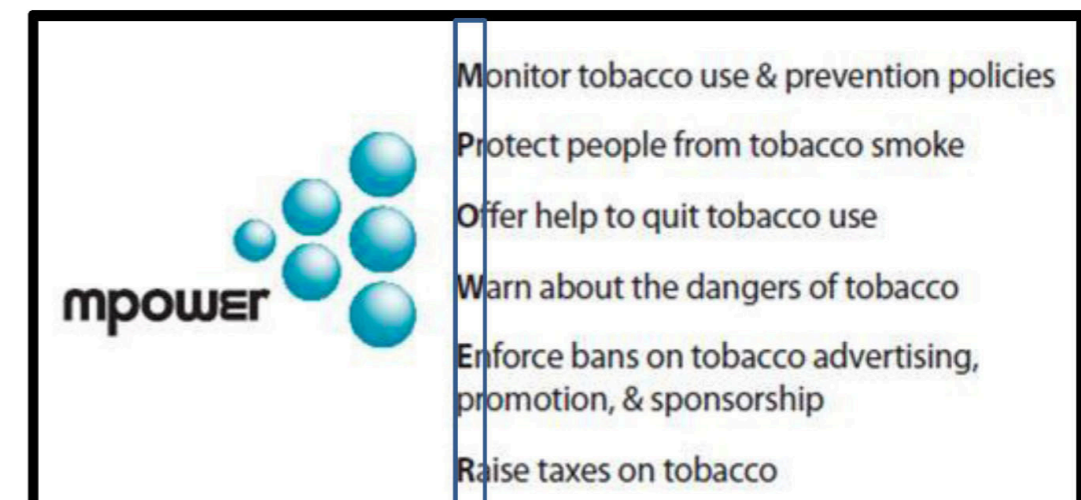 Monitor tobacco use & prevention policies
Protect people from tobacco smoke
Offer help to quit tobacco use
Warn about the dangers of tobacco
mpower
Enforce bans on tobacco advertising,
promotion, & sponsorship
Raise taxes on tobacco